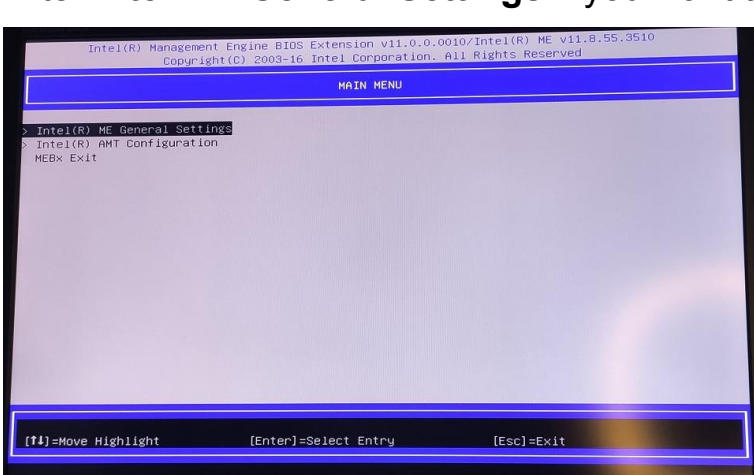 General Settings
Intel(R) Management Engine BIOS Extension v11.0.0.0010/Intel(R) ME v11.8.55.3510
Copyright(C) 2003-16 Intel Corporation. All Rights Reserved
MAIN MENU
> Intel(R) ME General Settings
> Intel(R) AMT Configuration
MEBx Exit
[↑↓]=Move Highlight [Enter]=Select Entry [Esc]=Exit